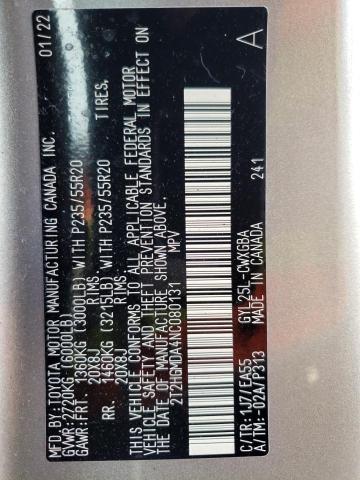 MFD.BY:TOYOTA MOTOR MANUFACTURING CANADA INC. 01/22
GVWR:2720KG (6000LB)
GAWR:FRT. 1360KG (3000LB) WITH P235/55R20
20X8J RIMS TIRES.
RR. 1460KG (3215LB) WITH P235/55R20
20X8J RIMS.
THIS VEHICLE CONFORMS TO ALL APPLICABLE FEDERAL MOTOR
VEHICLE SAFETY AND THEFT PREVENTION STANDARDS IN EFFECT ON
THE DATE OF MANUFACTURE SHOWN ABOVE.
2T2HGMDA4NC080131 MPV
C/TR:1J7/EA55 GYL25L-CWXGBA A
A/TM:-02A/P313 MADE IN CANADA 241